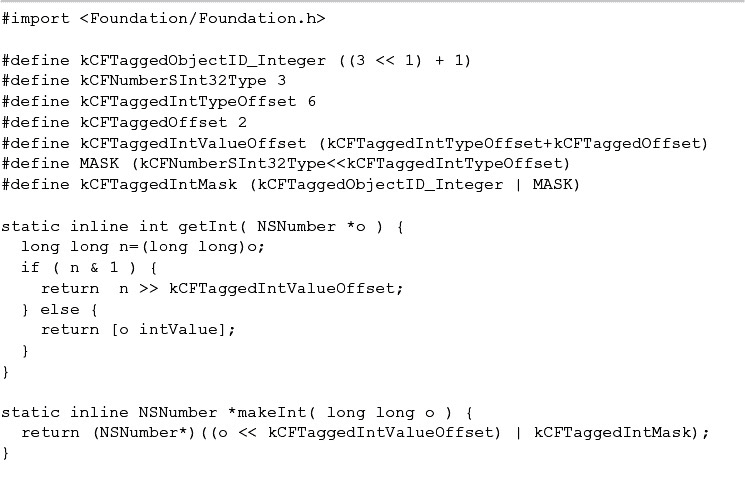 #import <Foundation/Foundation.h>

#define kCFTaggedObjectID_Integer ((3 << 1) + 1)
#define kCFNumberSInt32Type 3
#define kCFTaggedIntTypeOffset 6
#define kCFTaggedOffset 2
#define kCFTaggedIntValueOffset (kCFTaggedIntTypeOffset+kCFTaggedOffset)
#define MASK (kCFNumberSInt32Type<<kCFTaggedIntTypeOffset)
#define kCFTaggedIntMask (kCFTaggedObjectID_Integer | MASK)

static inline int getInt( NSNumber *o ) {
  long long n=(long long)o;
  if ( n & 1 ) {
    return  n >> kCFTaggedIntValueOffset;
  } else {
    return [o intValue];
  }
}

static inline NSNumber *makeInt( long long o ) {
  return (NSNumber*)((o << kCFTaggedIntValueOffset) | kCFTaggedIntMask);
}